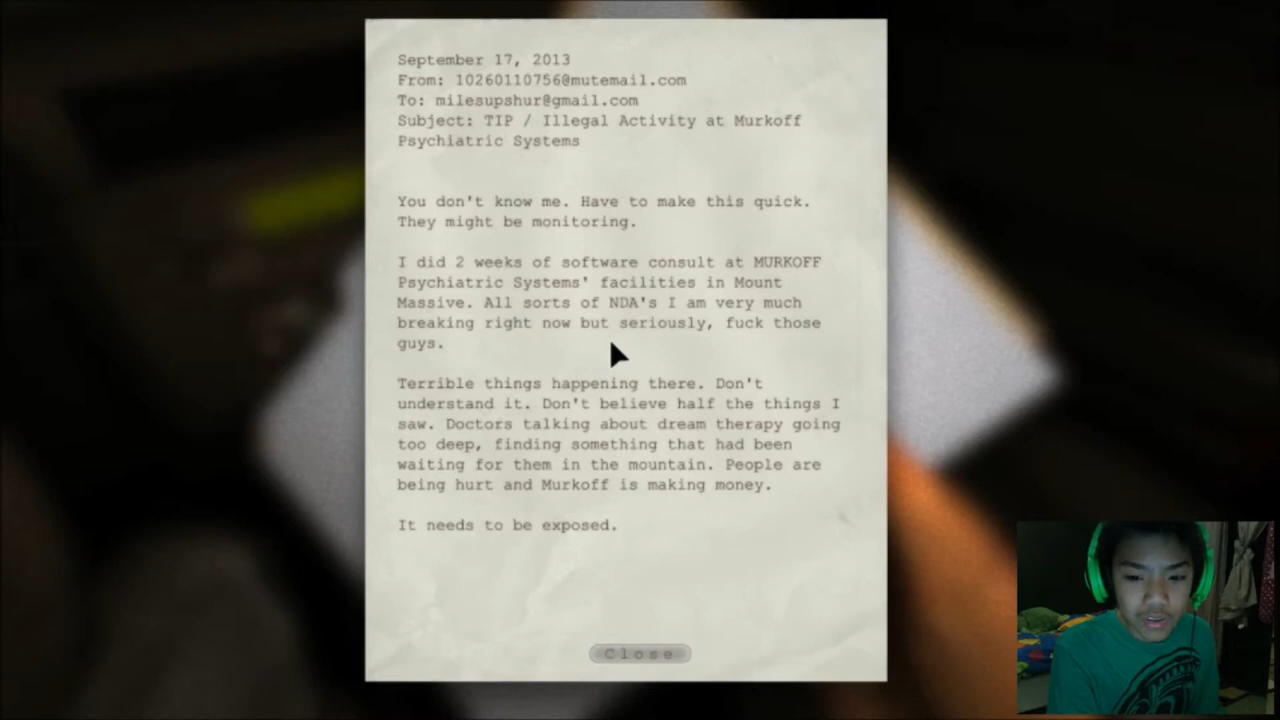 September 17, 2013
From: 10260110756@mutemail.com
To: milesupshur@gmail.com
Subject: TIP / Illegal Activity at Murkoff
Psychiatric Systems
You don't know me. Have to make this quick.
They might be monitoring.
I did 2 weeks of software consult at MURKOFF
Psychiatric Systems' facilities in Mount
Massive. All sorts of NDA's I am very much
breaking right now but seriously, fuck those
guys.
Terrible things happening there. Don't
understand it. Don't believe half the things I
saw. Doctors talking about dream therapy going
too deep, finding something that had been
waiting for them in the mountain. People are
being hurt and Murkoff is making money.
It needs to be exposed.
Close